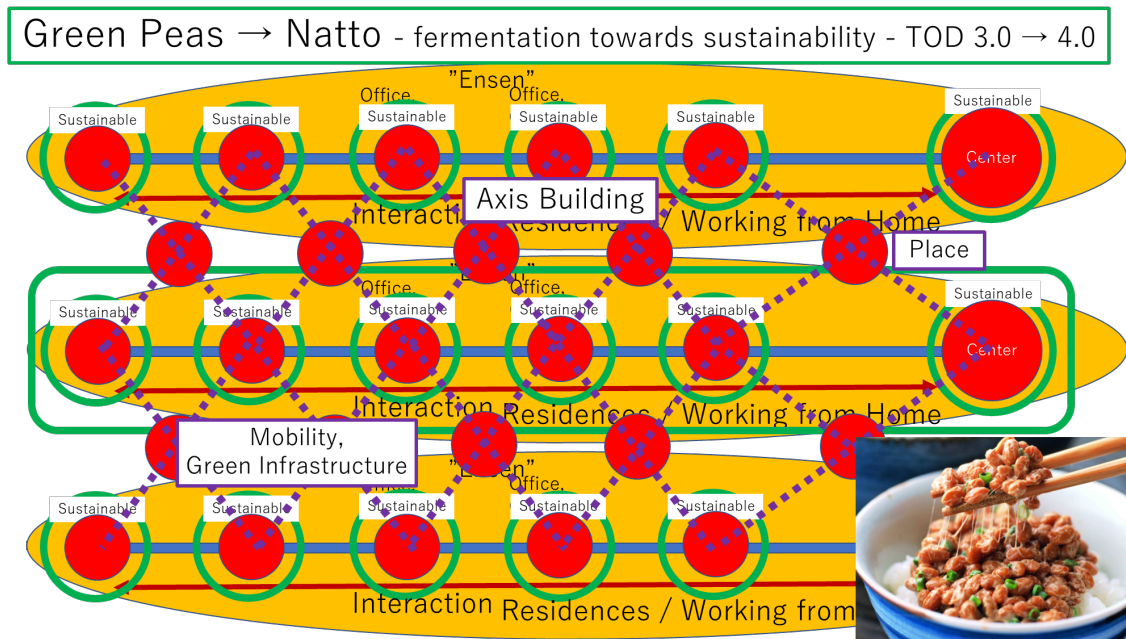 Green Peas → Natto - fermentation towards sustainability - TOD 3.0 → 4.0
"Ensen"
Office, Office,
Sustainable Sustainable Sustainable Sustainable Sustainable Sustainable
Center
Axis Building
Interaction Residences / Working from Home
Place
"Ensen"
Office, Office,
Sustainable Sustainable Sustainable Sustainable Sustainable Sustainable
Center
Interaction Residences / Working from Home
Mobility,
Green Infrastructure
"Ensen"
Office,
Sustainable Sustainable Sustainable Sustainable
Interaction Residences / Working from